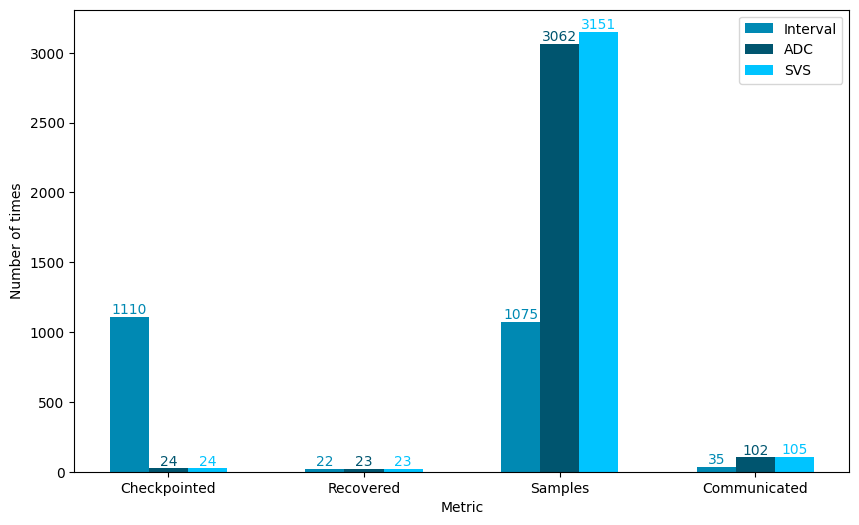 Interval
ADC
SVS
Number of times
3000
2500
2000
1500
1000
500
0
1110
24
24
22
23
23
1075
3062
3151
35
102
105
Checkpointed
Recovered
Samples
Communicated
Metric